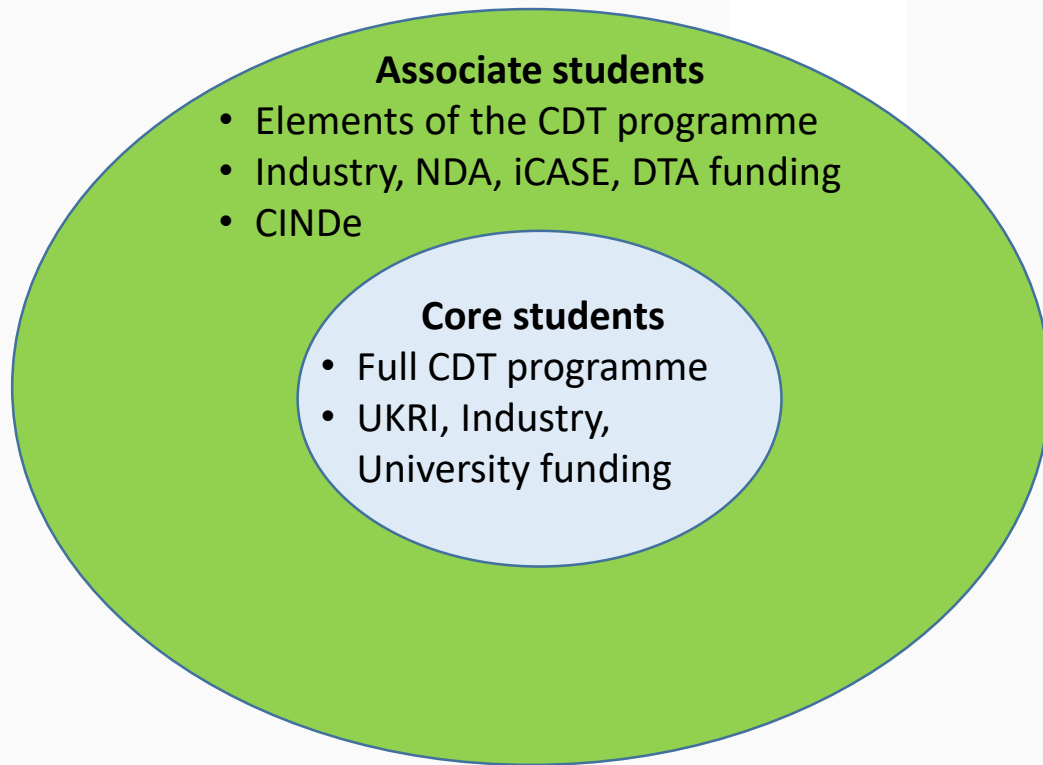 Associate students
• Elements of the CDT programme
• Industry, NDA, iCASE, DTA funding
• CINDe
Core students
• Full CDT programme
• UKRI, Industry,
University funding